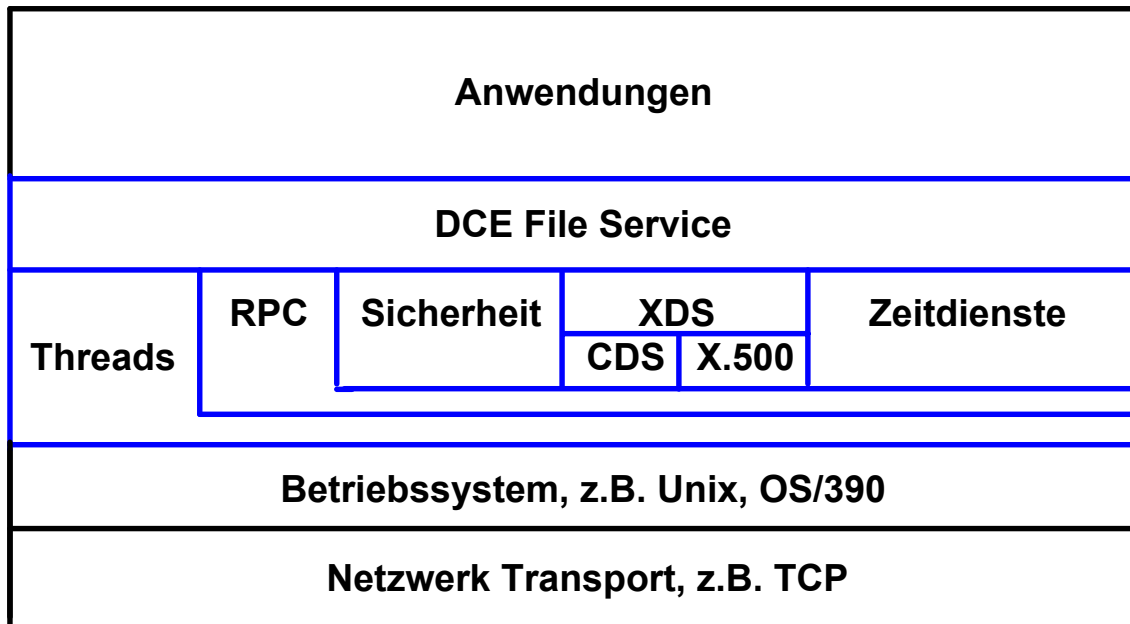 Anwendungen
DCE File Service
RPC
Sicherheit
XDS
Zeitdienste
Threads
CDS
X.500
Betriebssystem, z.B. Unix, OS/390
Netzwerk Transport, z.B. TCP